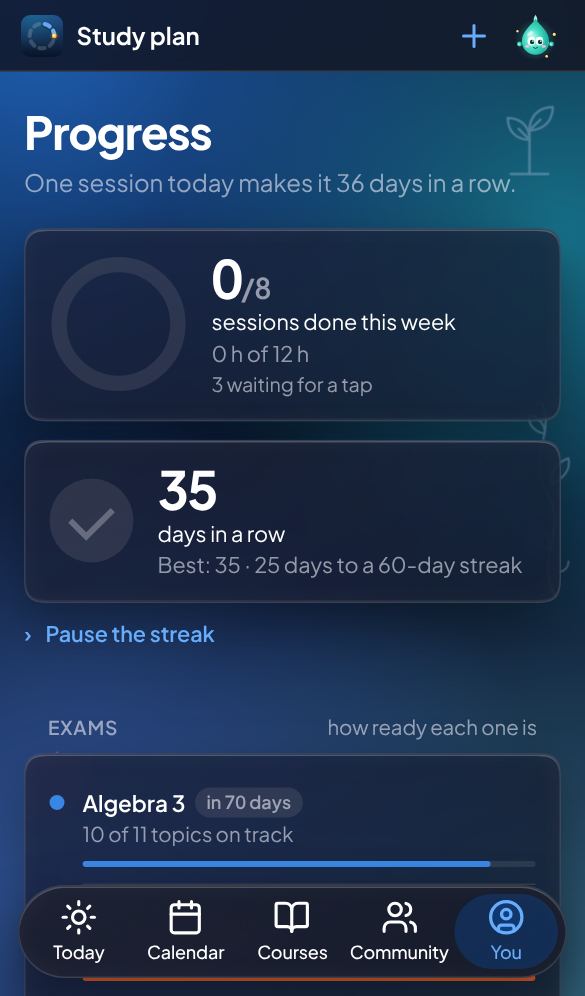 Study plan
Progress
One session today makes it 36 days in a row.
0/8
sessions done this week
0 h of 12 h
3 waiting for a tap
35
days in a row
Best: 35 · 25 days to a 60-day streak
› Pause the streak
EXAMS how ready each one is
Algebra 3 in 70 days
10 of 11 topics on track
Today Calendar Courses Community You